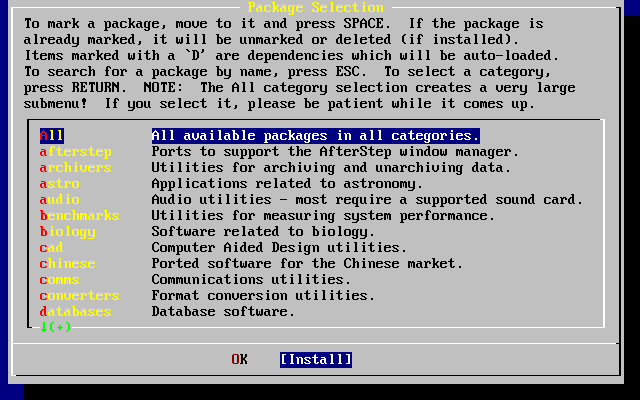 Package Selection
To mark a package, move to it and press SPACE.  If the package is
already marked, it will be unmarked or deleted (if installed).
Items marked with a `D' are dependencies which will be auto-loaded.
To search for a package by name, press ESC.  To select a category,
press RETURN.  NOTE:  The All category selection creates a very large
submenu!  If you select it, please be patient while it comes up.
All All available packages in all categories.
afterstep Ports to support the AfterStep window manager.
archivers Utilities for archiving and unarchiving data.
astro Applications related to astronomy.
audio Audio utilities - most require a supported sound card.
benchmarks Utilities for measuring system performance.
biology Software related to biology.
cad Computer Aided Design utilities.
chinese Ported software for the Chinese market.
comms Communications utilities.
converters Format conversion utilities.
databases Database software.
↓(+)
OK [Install]